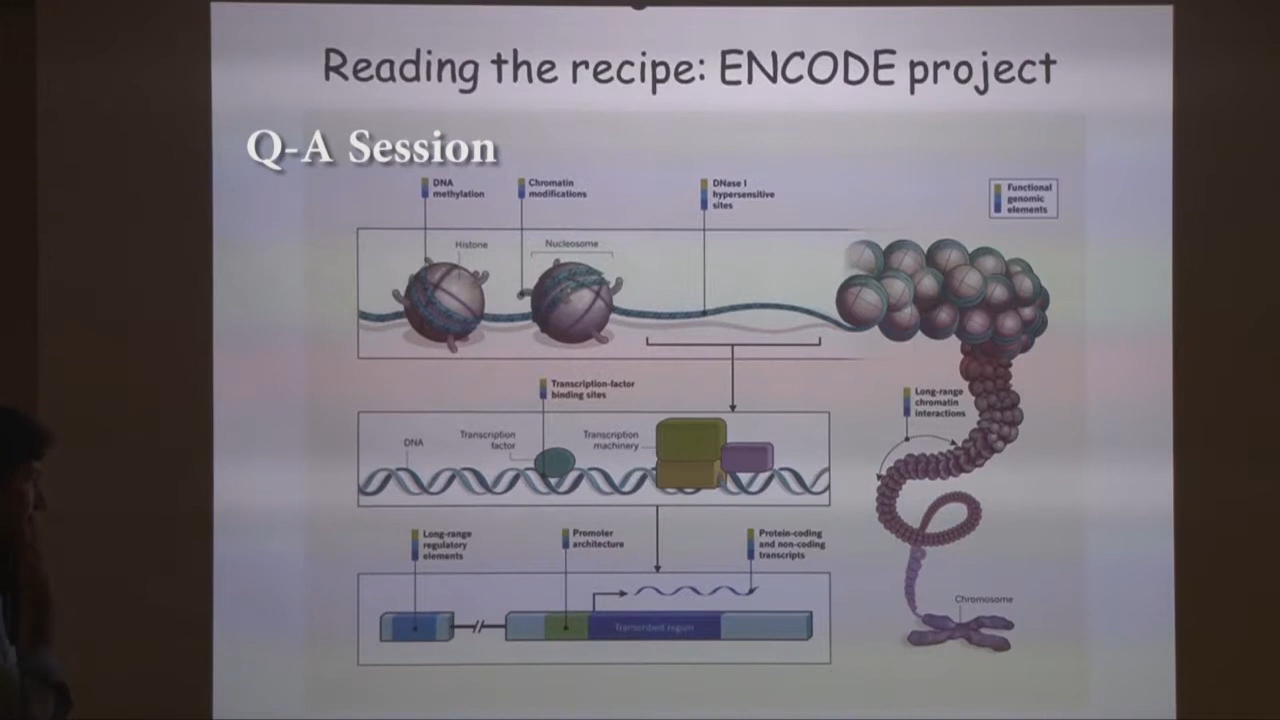 Reading the recipe: ENCODE project
Q-A Session
DNA
methylation
Chromatin
modifications
DNase I
hypersensitive
sites
Functional
genomic
elements
Histone
Nucleosome
Transcription-factor
binding sites
Long-range
chromatin
interactions
DNA
Transcription
factor
Transcription
machinery
Long-range
regulatory
elements
Promoter
architecture
Protein-coding
and non-coding
transcripts
Chromosome
Transcribed region